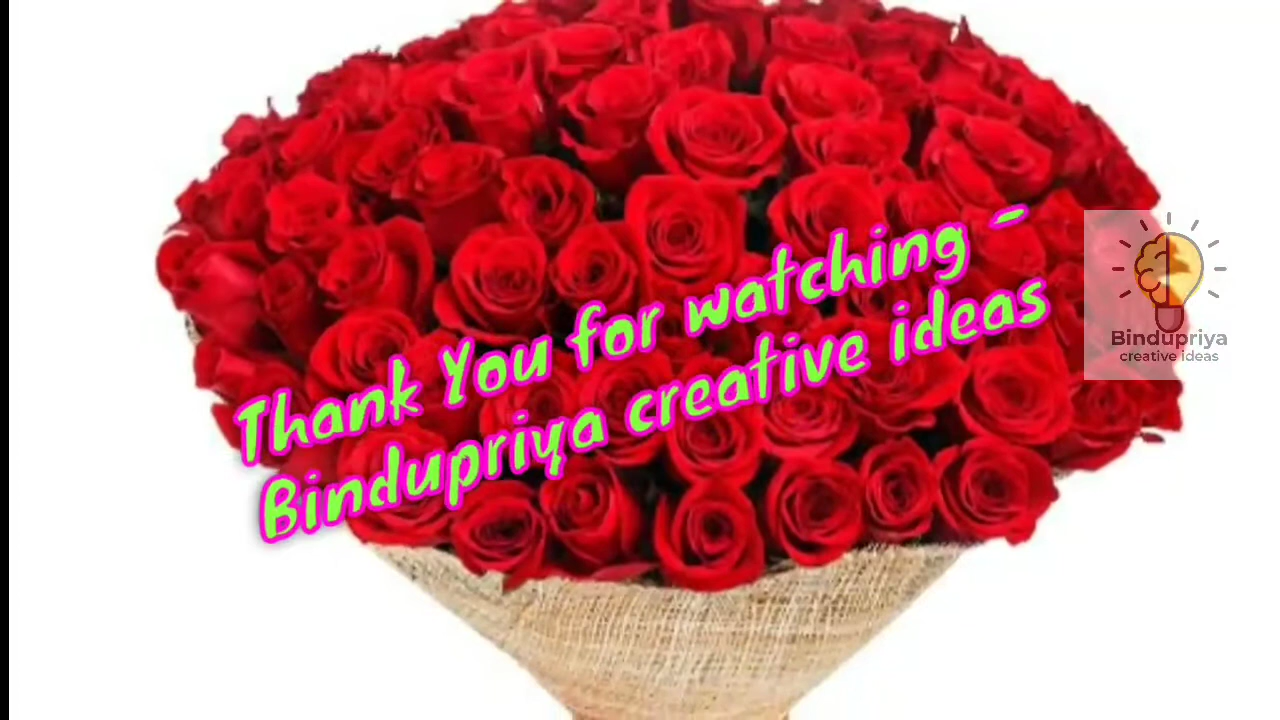 Thank You for watching -
Bindupriya creative ideas
Bindupriya
creative ideas